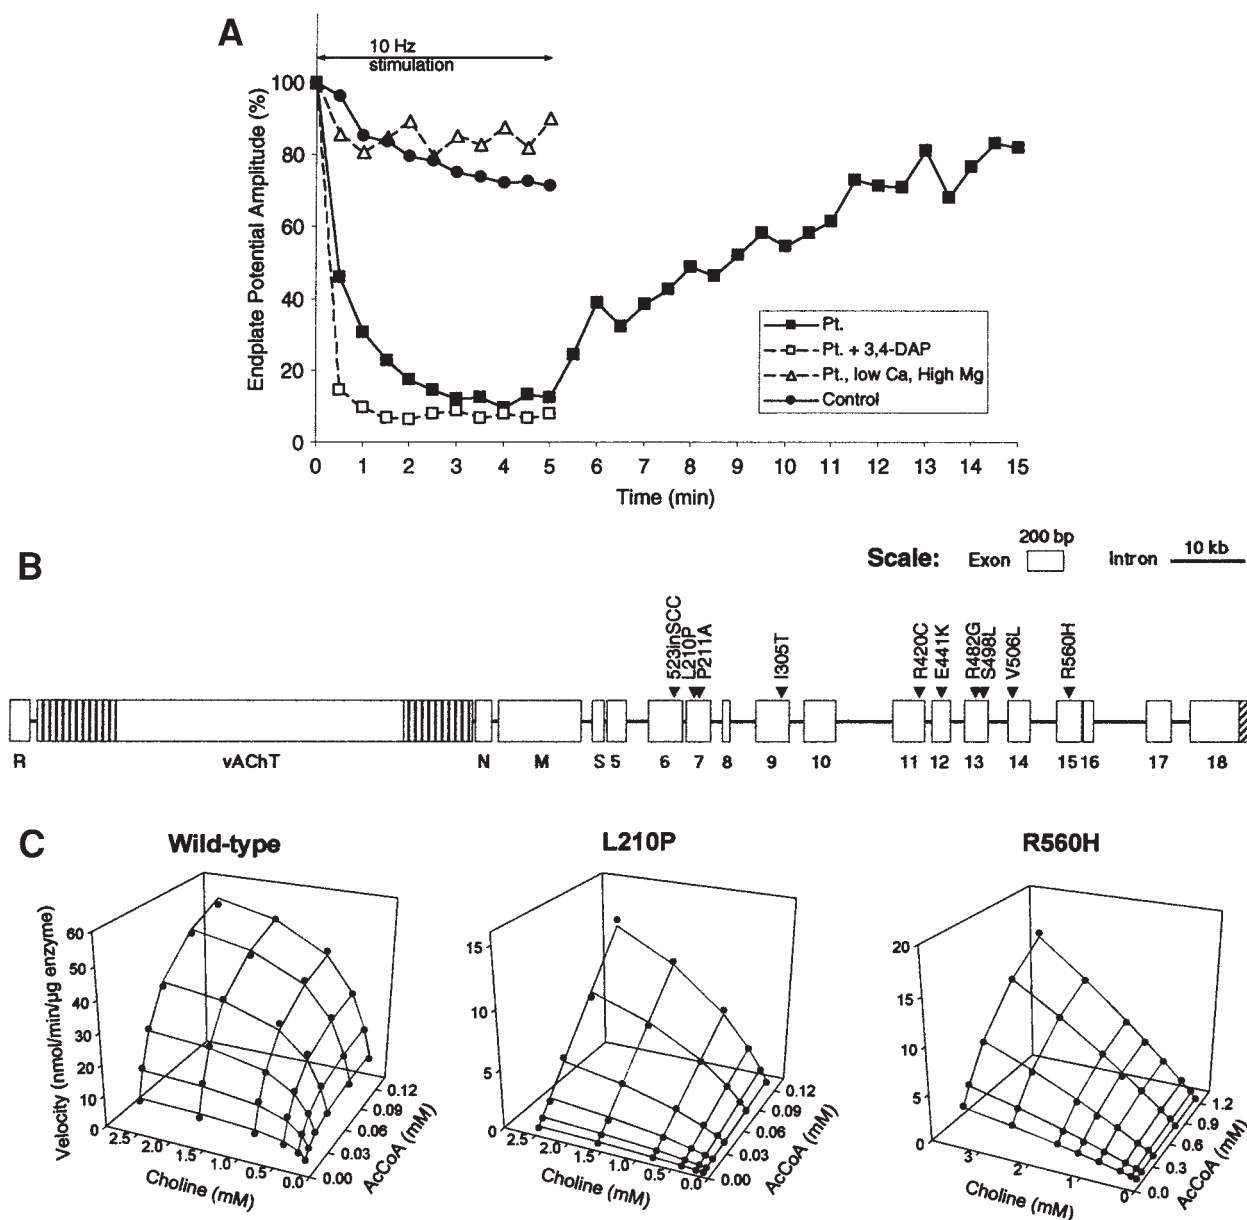 A
10 Hz
stimulation
Endplate Potential Amplitude (%)
100
80
60
40
20
0
0 1 2 3 4 5 6 7 8 9 10 11 12 13 14 15
Time (min)
Pt.
Pt. + 3,4-DAP
Pt., low Ca, High Mg
Control
B
Scale: Exon 200 bp Intron 10 kb
523insCC L210P P211A I305T R420C E441K R482G S498L V506L R560H
R vAChT N M S 5 6 7 8 9 10 11 12 13 14 15 16 17 18
C
Wild-type L210P R560H
Velocity (nmol/min/µg enzyme)
60
50
40
30
20
10
0
2.5 2.0 1.5 1.0 0.5 0.0
Choline (mM)
0.12
0.09
0.06
0.03
0.00
AcCoA (mM)
15
10
5
0
2.5 2.0 1.5 1.0 0.5 0.0
Choline (mM)
0.12
0.09
0.06
0.03
0.00
AcCoA (mM)
20
15
10
5
0
3 2 1 0
Choline (mM)
1.2
0.9
0.6
0.3
0.0
AcCoA (mM)